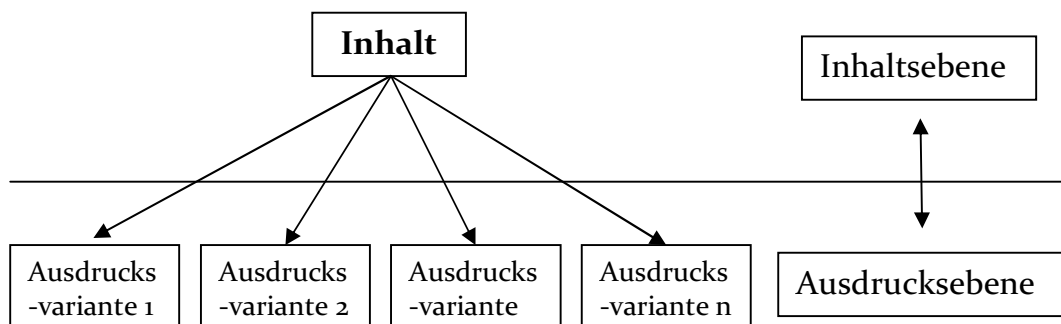 Inhalt
Inhaltsebene
Ausdrucks
-variante 1
Ausdrucks
-variante 2
Ausdrucks
-variante
Ausdrucks
-variante n
Ausdrucksebene